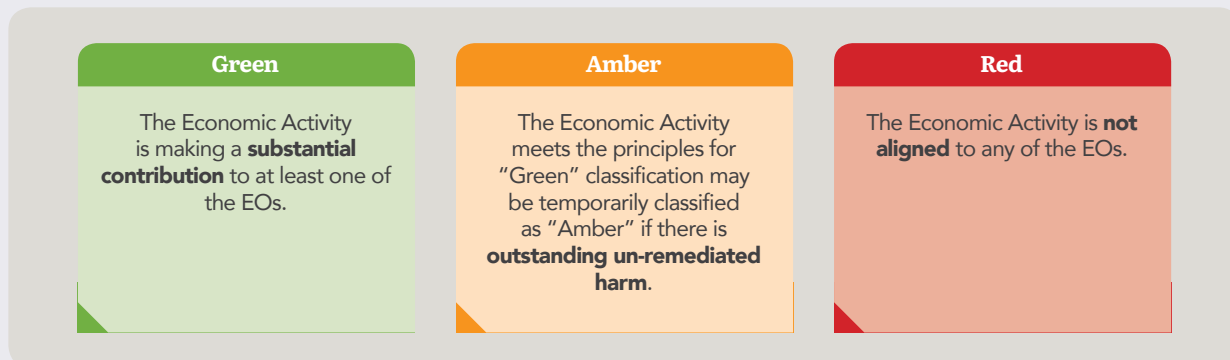 Green
The Economic Activity
is making a substantial
contribution to at least one of
the EOs.
Amber
The Economic Activity
meets the principles for
“Green” classification may
be temporarily classified
as “Amber” if there is
outstanding un-remediated
harm.
Red
The Economic Activity is not
aligned to any of the EOs.